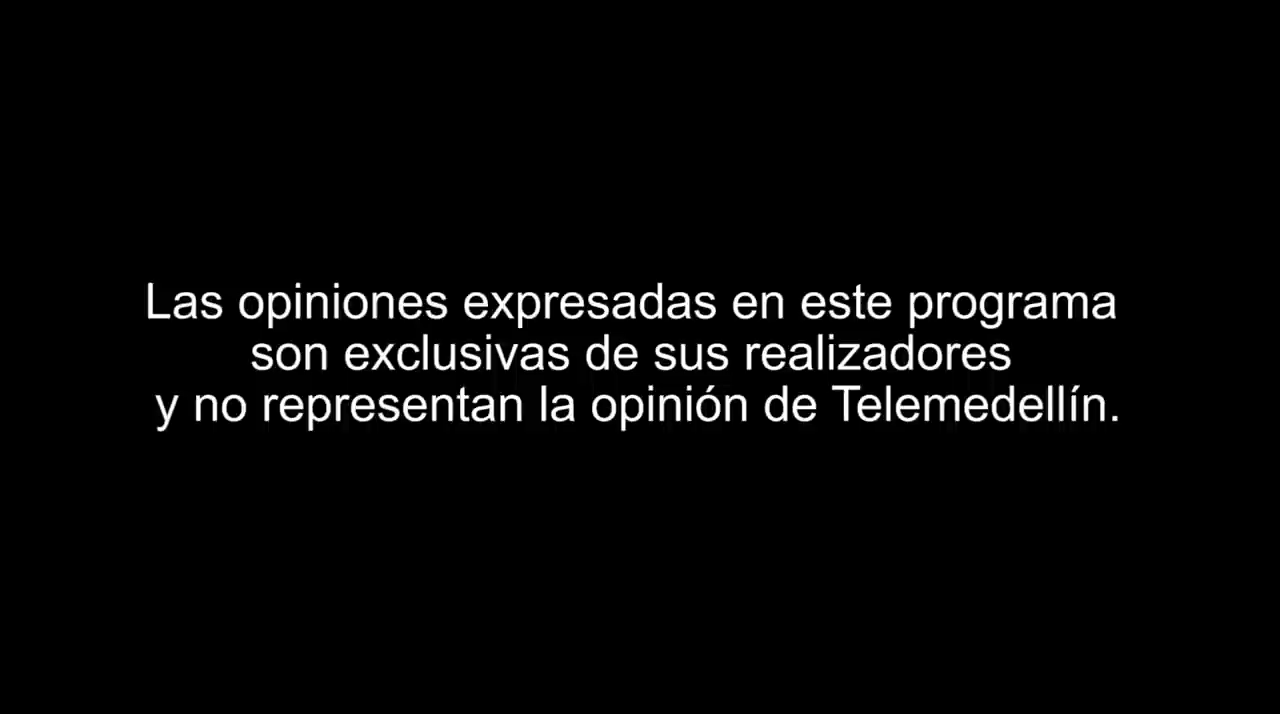 Las opiniones expresadas en este programa
son exclusivas de sus realizadores
y no representan la opinión de Telemedellín.